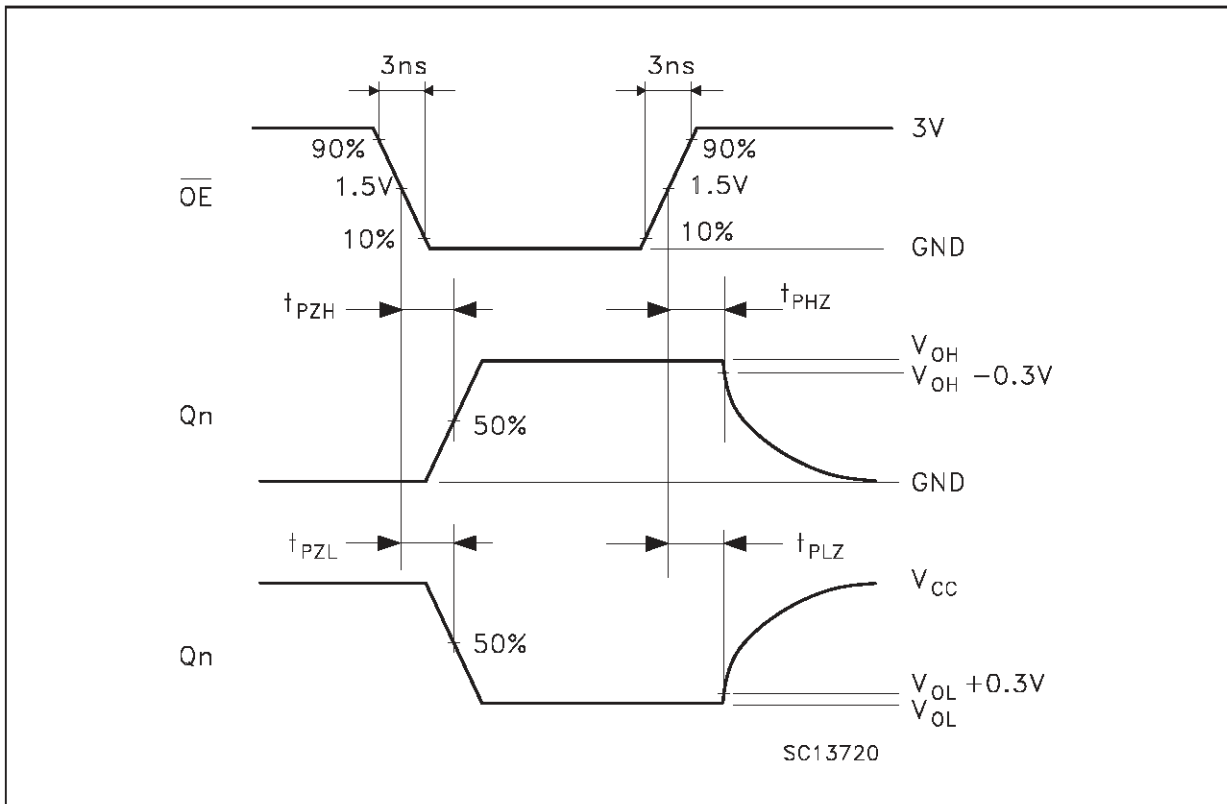 3ns 3ns
3V
90% 90%
OE 1.5V 1.5V
10% 10%
GND
tPZH tPHZ
VOH
VOH −0.3V
Qn 50%
GND
tPZL tPLZ
VCC
50%
Qn
VOL +0.3V
VOL
SC13720